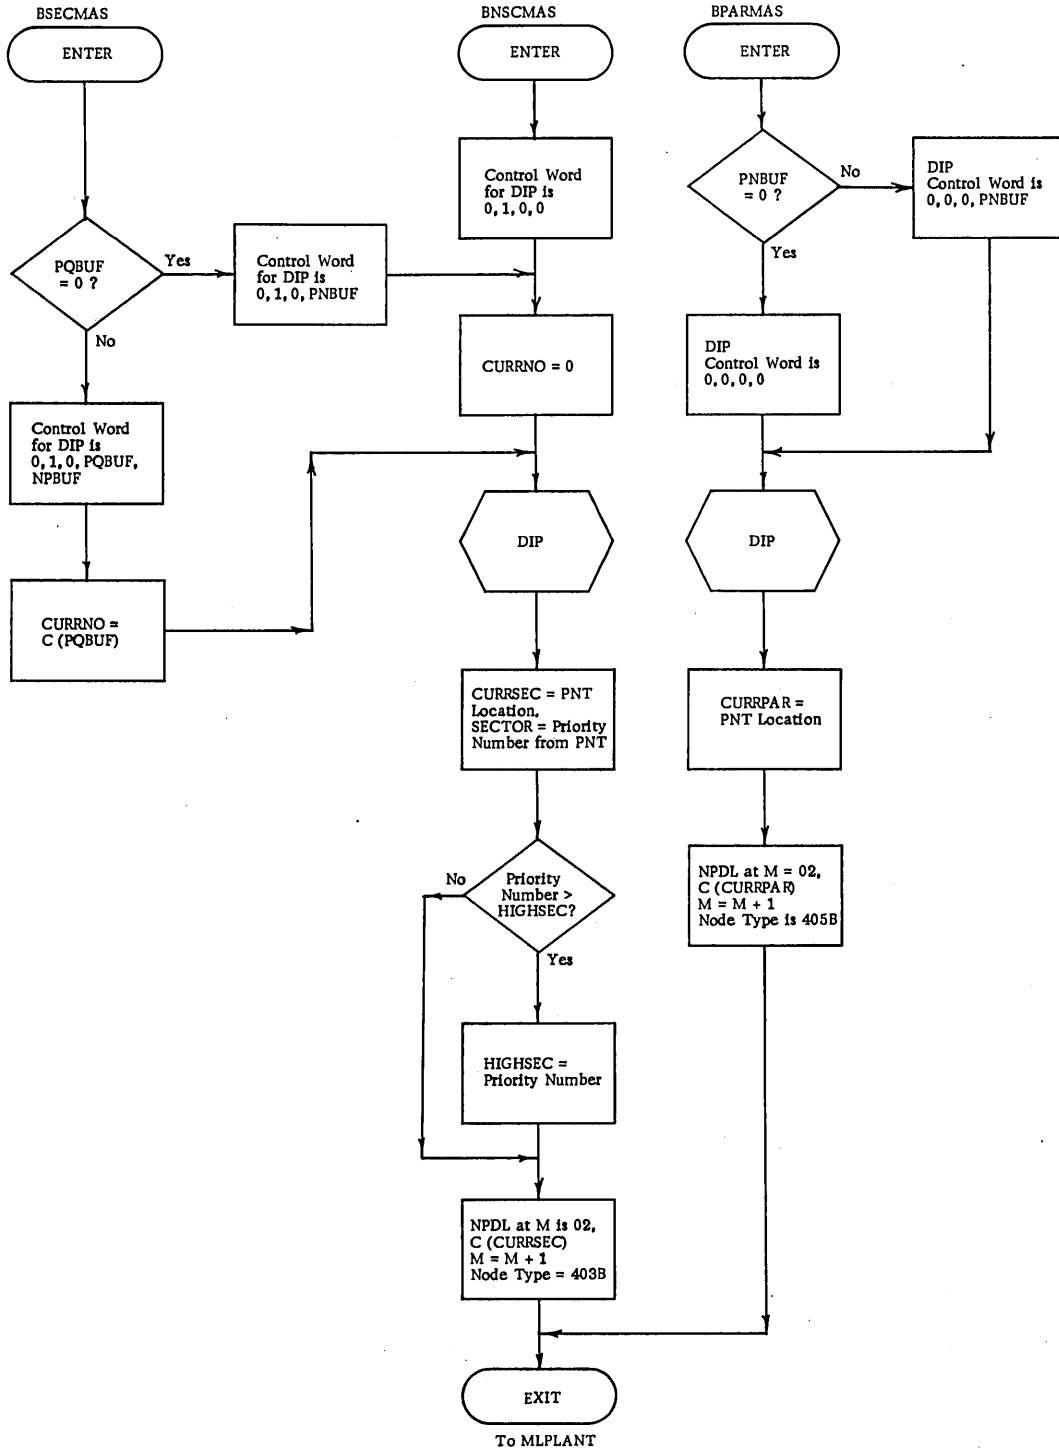 BSECMAS
ENTER
PQBUF
= 0 ?
Yes
No
Control Word
for DIP is
0, 1, 0, PNBUF
Control Word
for DIP is
0, 1, 0, PQBUF,
NPBUF
CURRNO =
C (PQBUF)
BNSCMAS
ENTER
Control Word
for DIP is
0, 1, 0, 0
CURRNO = 0
DIP
CURRSEC = PNT
Location,
SECTOR = Priority
Number from PNT
Priority
Number >
HIGHSEC?
No
Yes
HIGHSEC =
Priority Number
NPDL at M is 02,
C (CURRSEC)
M = M + 1
Node Type = 403B
EXIT
To MLPLANT
BPARMAS
ENTER
PNBUF
= 0 ?
No
Yes
DIP
Control Word is
0, 0, 0, PNBUF
DIP
Control Word is
0, 0, 0, 0
DIP
CURRPAR =
PNT Location
NPDL at M = 02,
C (CURRPAR)
M = M + 1
Node Type is 405B